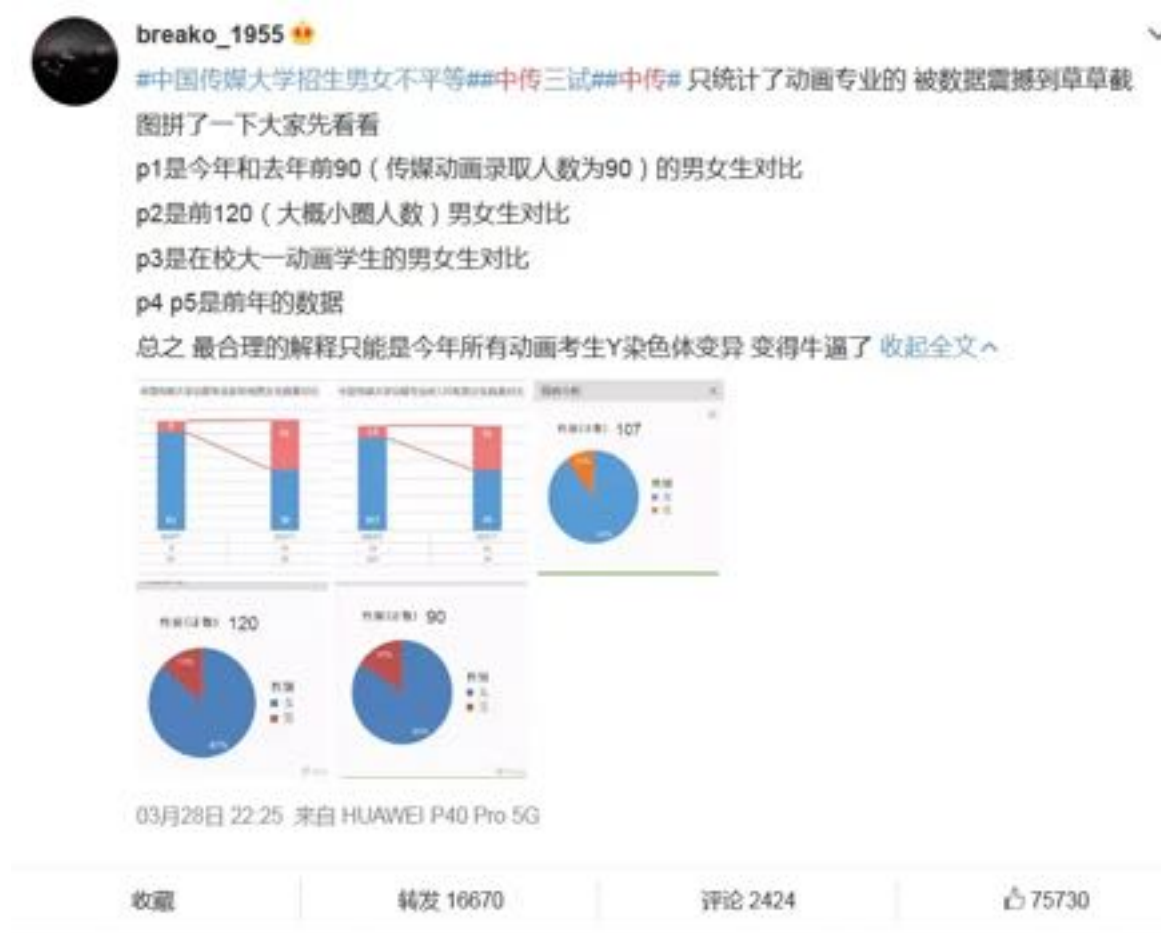 breako_1955
#中国传媒大学招生男女不平等##中传三试##中传# 只统计了动画专业的 被数据震撼到草草截
图拼了一下大家先看看
p1是今年和去年前90（传媒动画录取人数为90）的男女生对比
p2是前120（大概小圈人数）男女生对比
p3是在校大一动画学生的男女生对比
p4 p5是前年的数据
总之 最合理的解释只能是今年所有动画考生Y染色体变异 变得牛逼了 收起全文
107
120
90
03月28日 22:25 来自 HUAWEI P40 Pro 5G
收藏
转发 16670
评论 2424
75730